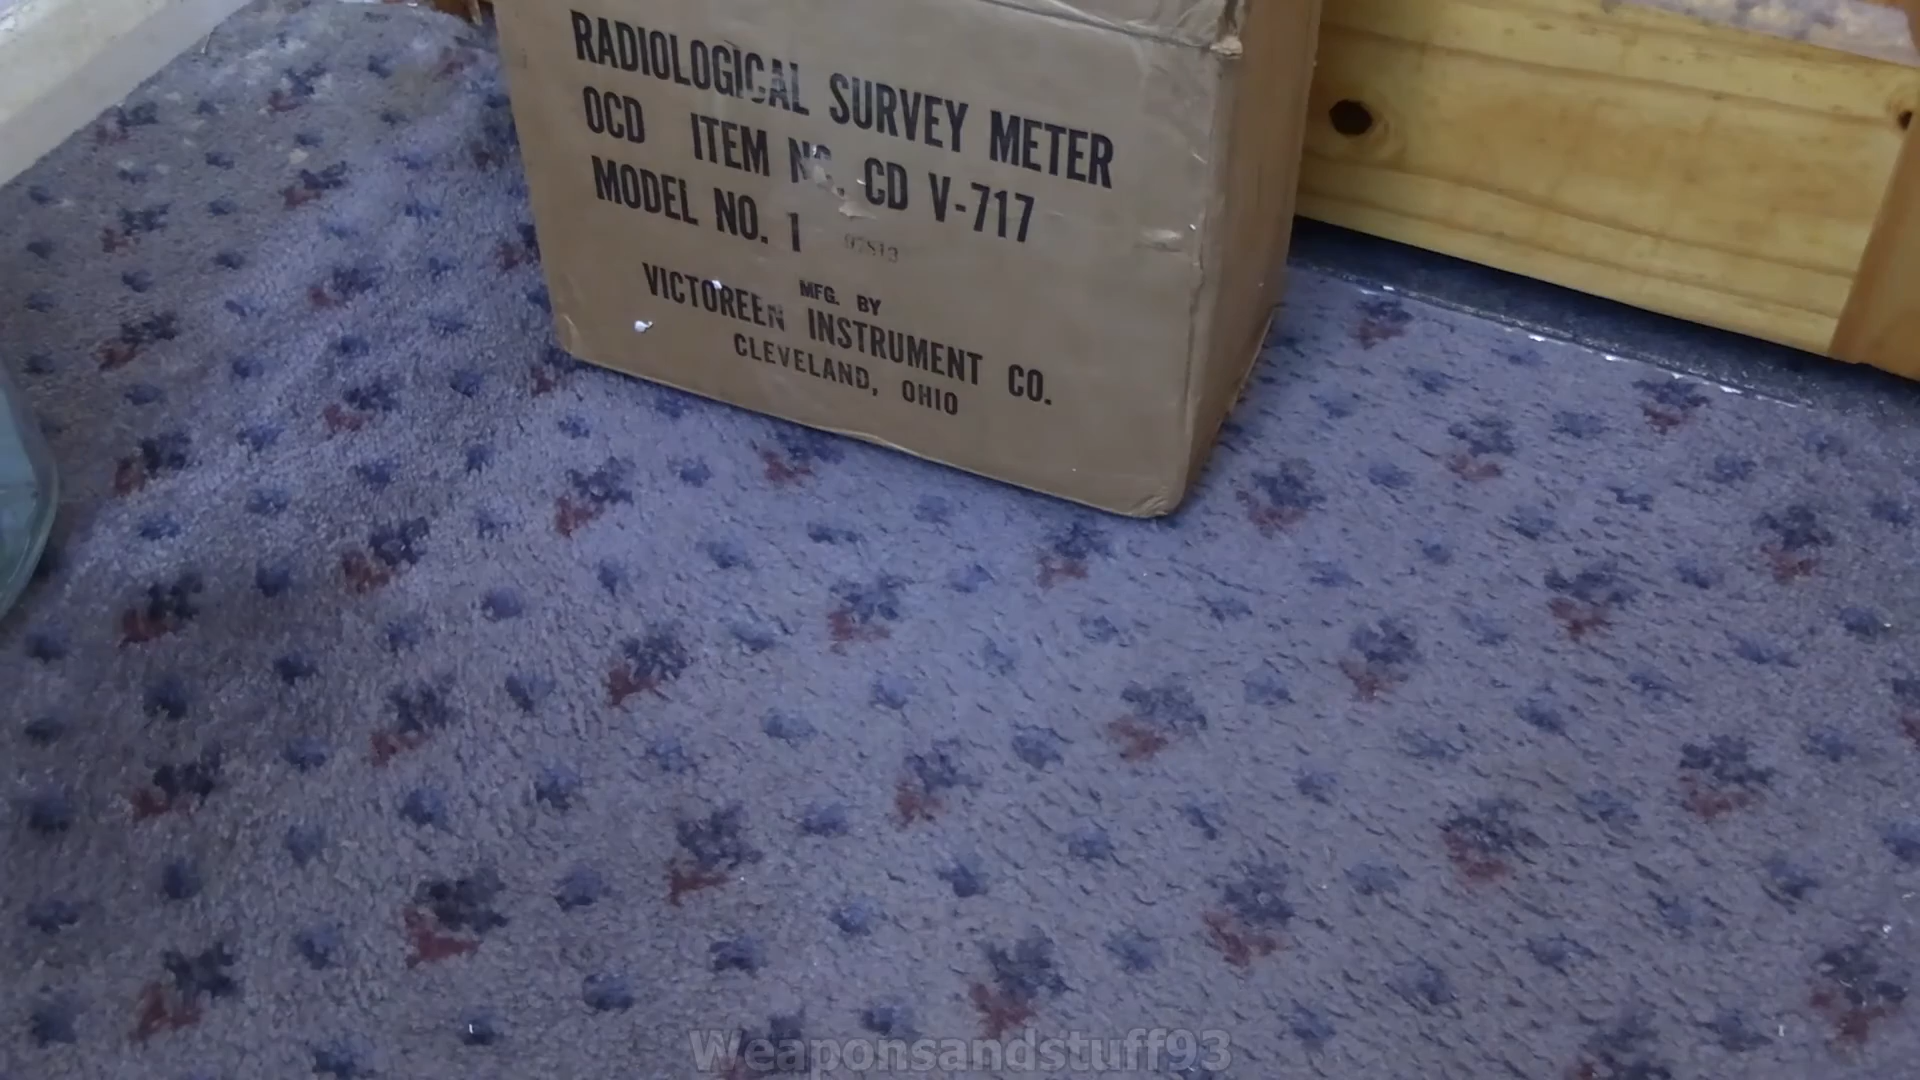 RADIOLOGICAL SURVEY METER
OCD ITEM NO. CD V-717
MODEL NO. 1
MFG. BY
VICTOREEN INSTRUMENT CO.
CLEVELAND, OHIO
Weaponsandstuff93